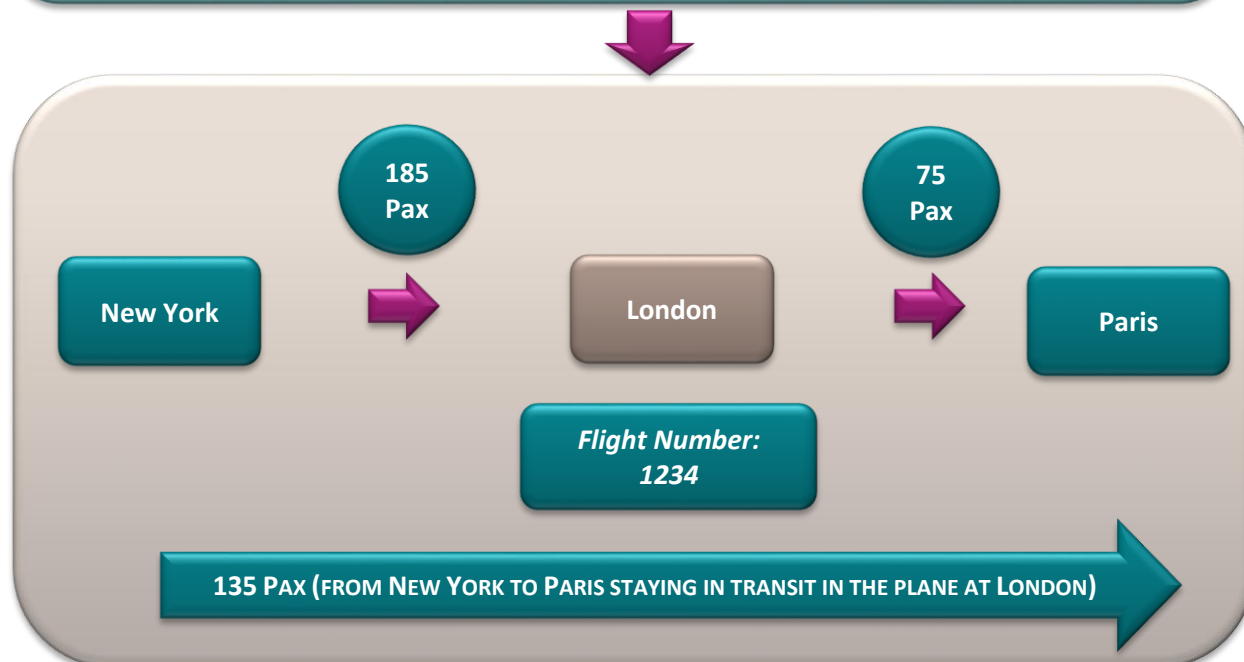 185
Pax
75
Pax
New York
London
Paris
Flight Number:
1234
135 PAX (FROM NEW YORK TO PARIS STAYING IN TRANSIT IN THE PLANE AT LONDON)